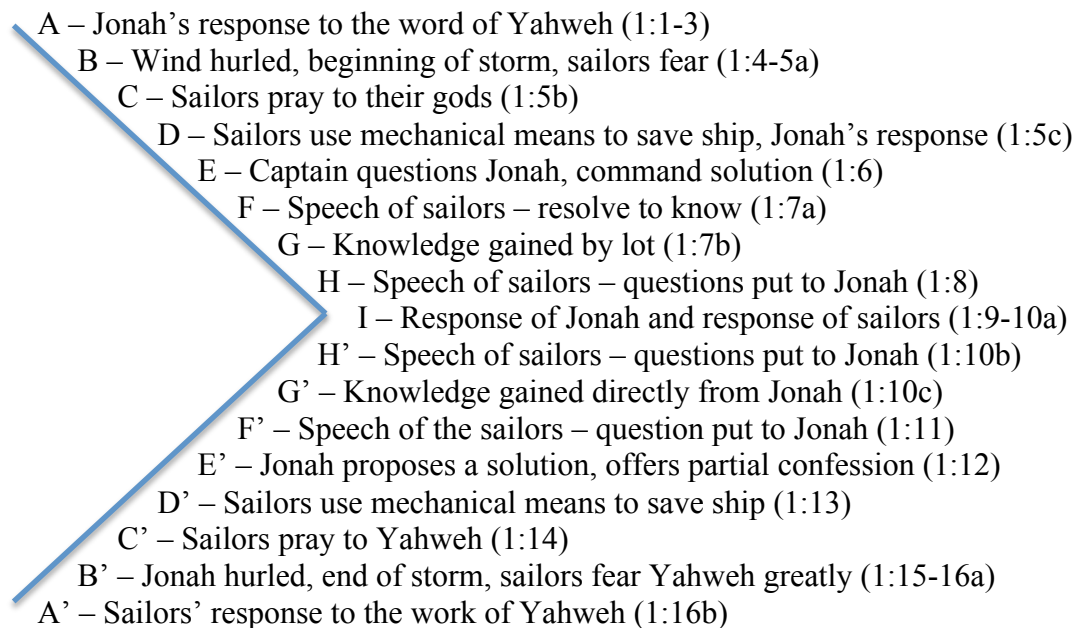 A – Jonah’s response to the word of Yahweh (1:1-3)
B – Wind hurled, beginning of storm, sailors fear (1:4-5a)
C – Sailors pray to their gods (1:5b)
D – Sailors use mechanical means to save ship, Jonah’s response (1:5c)
E – Captain questions Jonah, command solution (1:6)
F – Speech of sailors – resolve to know (1:7a)
G – Knowledge gained by lot (1:7b)
H – Speech of sailors – questions put to Jonah (1:8)
I – Response of Jonah and response of sailors (1:9-10a)
H’ – Speech of sailors – questions put to Jonah (1:10b)
G’ – Knowledge gained directly from Jonah (1:10c)
F’ – Speech of the sailors – question put to Jonah (1:11)
E’ – Jonah proposes a solution, offers partial confession (1:12)
D’ – Sailors use mechanical means to save ship (1:13)
C’ – Sailors pray to Yahweh (1:14)
B’ – Jonah hurled, end of storm, sailors fear Yahweh greatly (1:15-16a)
A’ – Sailors’ response to the work of Yahweh (1:16b)